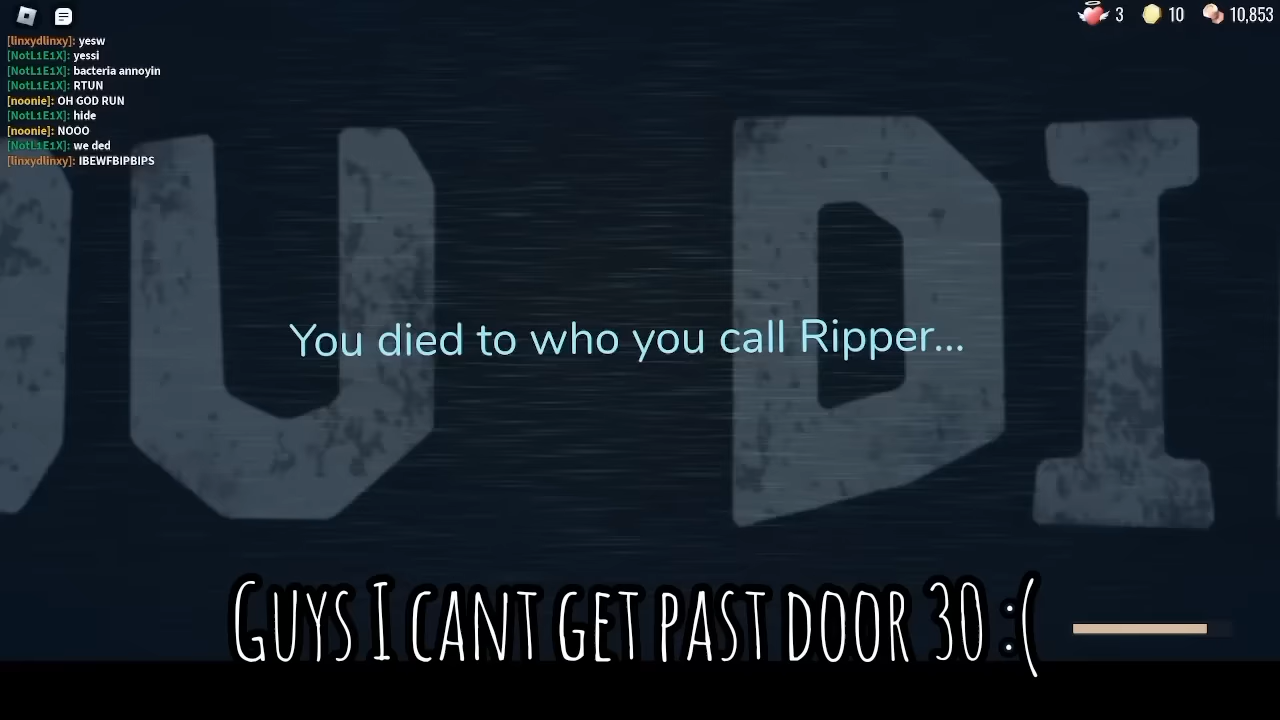 3 10 10,853
[linxydlinxy]: yesw
[NotL1E1X]: yessi
[NotL1E1X]: bacteria annoyin
[NotL1E1X]: RTUN
[noonie]: OH GOD RUN
[NotL1E1X]: hide
[noonie]: NOOO
[NotL1E1X]: we ded
[linxydlinxy]: IBEWFBIPBIPS
OU DI
You died to who you call Ripper...
GUYS I CANT GET PAST DOOR 30 :(